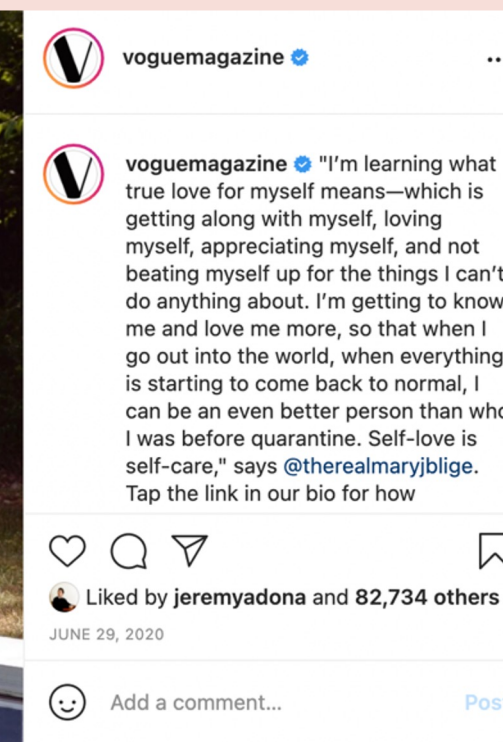 voguemagazine
voguemagazine "I'm learning what
true love for myself means—which is
getting along with myself, loving
myself, appreciating myself, and not
beating myself up for the things I can't
do anything about. I'm getting to know
me and love me more, so that when I
go out into the world, when everything
is starting to come back to normal, I
can be an even better person than who
I was before quarantine. Self-love is
self-care," says @therealmaryjblige.
Tap the link in our bio for how
Liked by jeremyadona and 82,734 others
JUNE 29, 2020
Add a comment... Pos